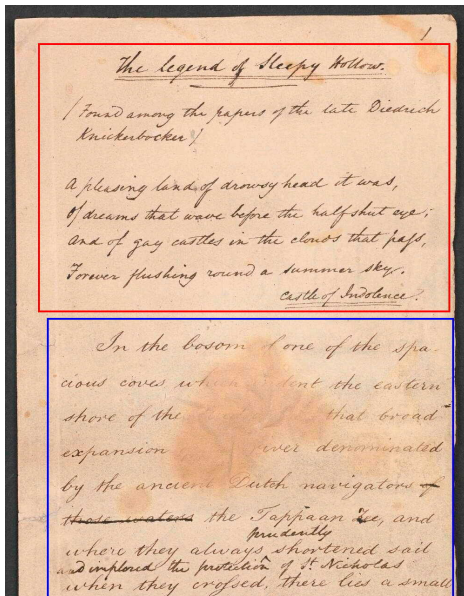 1
The Legend of Sleepy Hollow.
(Found among the papers of the late Diedrich
Knickerbocker)
A pleasing land of drowsy head it was,
Of dreams that wave before the half shut eye;
And of gay castles in the clouds that pass,
Forever flushing round a summer sky.
Castle of Indolence.
In the bosom of one of the spa-
cious coves which indent the eastern
shore of the that broad
expansion river denominated
by the ancient Dutch navigators of
those waters the Tappaan Zee, and
prudently
where they always shortened sail
and implored the protection of St Nicholas
when they crossed, there lies a small